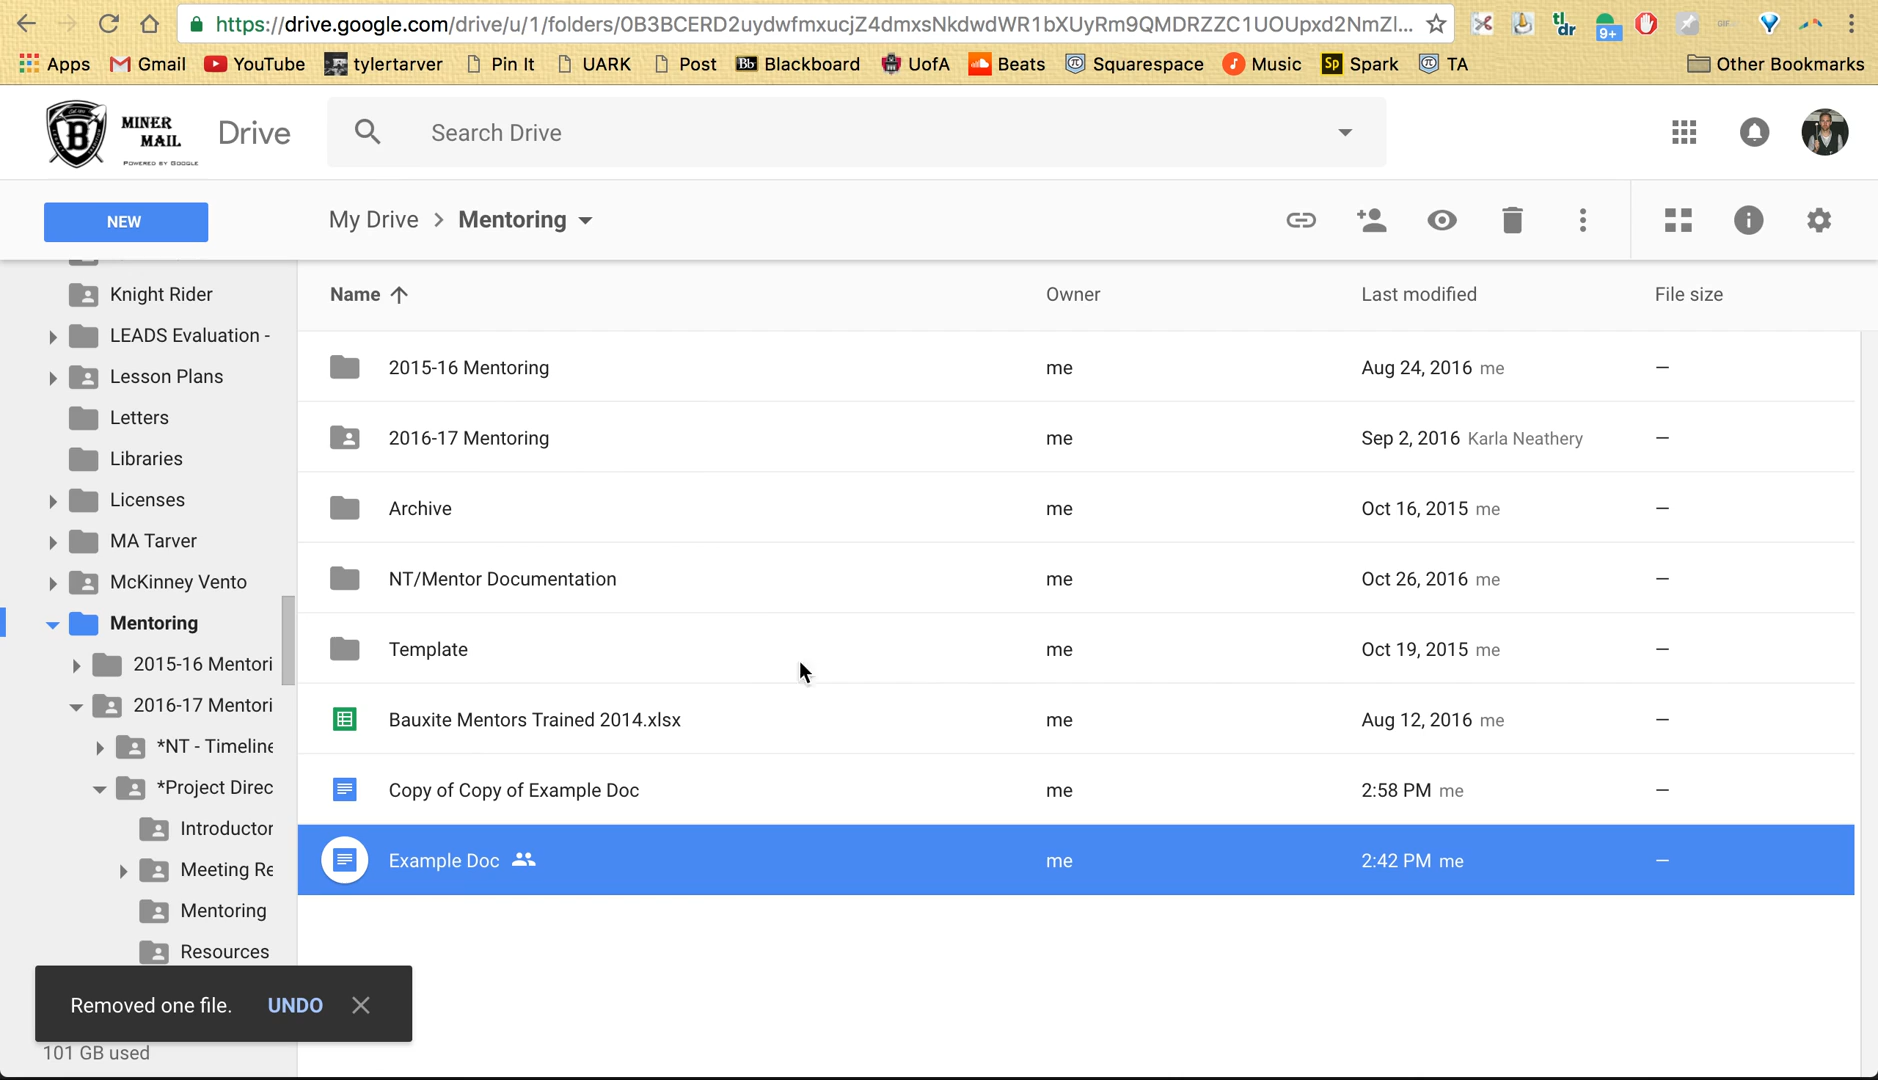 https://drive.google.com/drive/u/1/folders/0B3BCERD2uydwfmxucjZ4dmxsNkdwdWR1bXUyRm9QMDRZZC1UOUpxd2NmZl...
9+
GIF
Apps Gmail YouTube tylertarver Pin It UARK Post Bb Blackboard UofA Beats Squarespace Music Sp Spark TA Other Bookmarks
B MINER MAIL POWERED BY GOOGLE Drive Search Drive
NEW My Drive > Mentoring
Name Owner Last modified File size
Knight Rider
LEADS Evaluation -
Lesson Plans
Letters
Libraries
Licenses
MA Tarver
McKinney Vento
Mentoring
2015-16 Mentori
2016-17 Mentori
*NT - Timeline
*Project Direc
Introductor
Meeting Re
Mentoring
Resources
2015-16 Mentoring me Aug 24, 2016 me –
2016-17 Mentoring me Sep 2, 2016 Karla Neathery –
Archive me Oct 16, 2015 me –
NT/Mentor Documentation me Oct 26, 2016 me –
Template me Oct 19, 2015 me –
Bauxite Mentors Trained 2014.xlsx me Aug 12, 2016 me –
Copy of Copy of Example Doc me 2:58 PM me –
Example Doc me 2:42 PM me –
Removed one file. UNDO
101 GB used